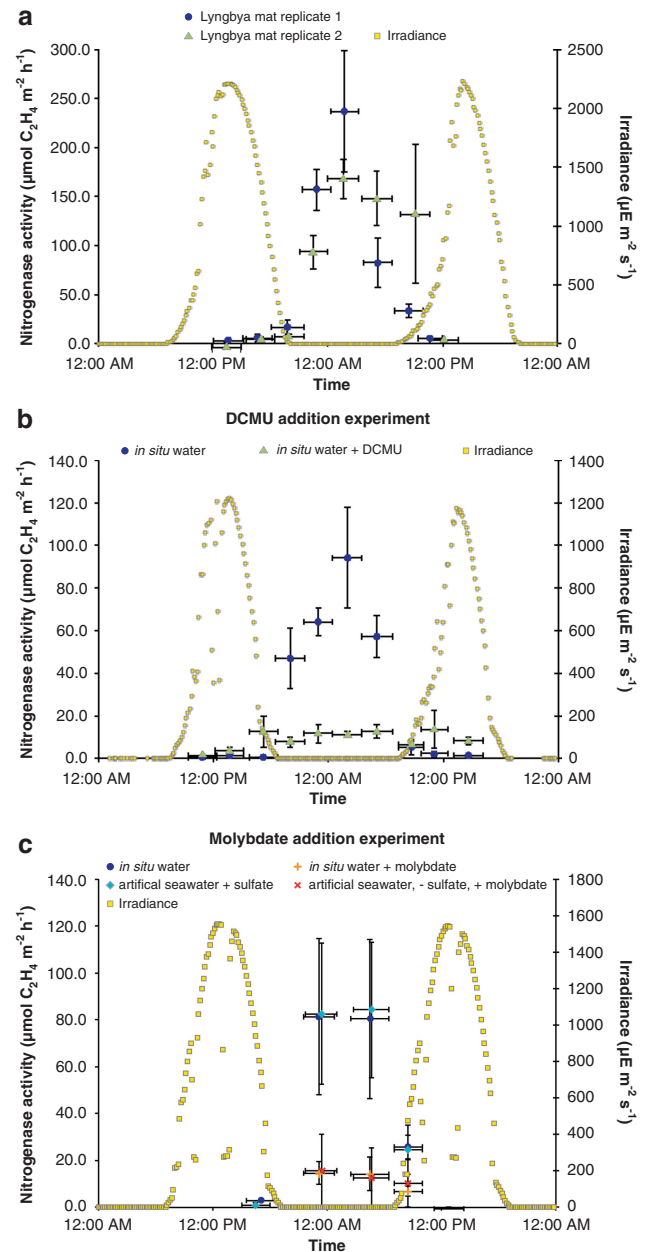 a
Lyngbya mat replicate 1
Lyngbya mat replicate 2
Irradiance
Nitrogenase activity (µmol C2H4 m-2 h-1)
300.0
250.0
200.0
150.0
100.0
50.0
0.0
2500
2000
1500
1000
500
0
Irradiance (µE m-2 s-1)
12:00 AM 12:00 PM 12:00 AM 12:00 PM 12:00 AM
Time
b
DCMU addition experiment
in situ water
in situ water + DCMU
Irradiance
Nitrogenase activity (µmol C2H4 m-2 h-1)
140.0
120.0
100.0
80.0
60.0
40.0
20.0
0.0
1400
1200
1000
800
600
400
200
0
Irradiance (µE m-2 s-1)
12:00 AM 12:00 PM 12:00 AM 12:00 PM 12:00 AM
Time
c
Molybdate addition experiment
in situ water
in situ water + molybdate
artifical seawater + sulfate
artificial seawater, - sulfate, + molybdate
Irradiance
Nitrogenase activity (µmol C2H4 m-2 h-1)
140.0
120.0
100.0
80.0
60.0
40.0
20.0
0.0
1800
1600
1400
1200
1000
800
600
400
200
0
Irradiance (µE m-2 s-1)
12:00 AM 12:00 PM 12:00 AM 12:00 PM 12:00 AM
Time